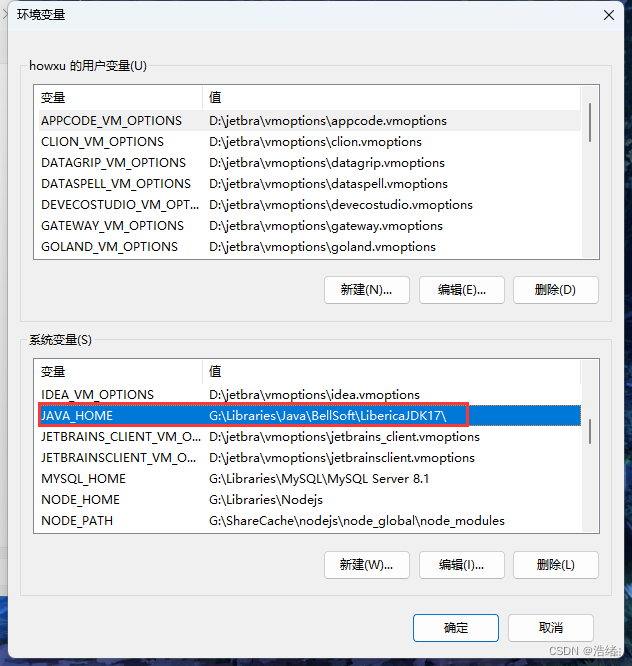 环境变量
howxu 的用户变量(U)
变量 值
APPCODE_VM_OPTIONS D:\jetbra\vmoptions\appcode.vmoptions
CLION_VM_OPTIONS D:\jetbra\vmoptions\clion.vmoptions
DATAGRIP_VM_OPTIONS D:\jetbra\vmoptions\datagrip.vmoptions
DATASPELL_VM_OPTIONS D:\jetbra\vmoptions\dataspell.vmoptions
DEVECOSTUDIO_VM_OPT... D:\jetbra\vmoptions\devecostudio.vmoptions
GATEWAY_VM_OPTIONS D:\jetbra\vmoptions\gateway.vmoptions
GOLAND_VM_OPTIONS D:\jetbra\vmoptions\goland.vmoptions
新建(N)... 编辑(E)... 删除(D)
系统变量(S)
变量 值
IDEA_VM_OPTIONS D:\jetbra\vmoptions\idea.vmoptions
JAVA_HOME G:\Libraries\Java\BellSoft\LibericaJDK17\
JETBRAINS_CLIENT_VM_O... D:\jetbra\vmoptions\jetbrains_client.vmoptions
JETBRAINSCLIENT_VM_O... D:\jetbra\vmoptions\jetbrainsclient.vmoptions
MYSQL_HOME G:\Libraries\MySQL\MySQL Server 8.1
NODE_HOME G:\Libraries\Nodejs
NODE_PATH G:\ShareCache\nodejs\node_global\node_modules
新建(W)... 编辑(I)... 删除(L)
确定 取消
CSDN @浩绪